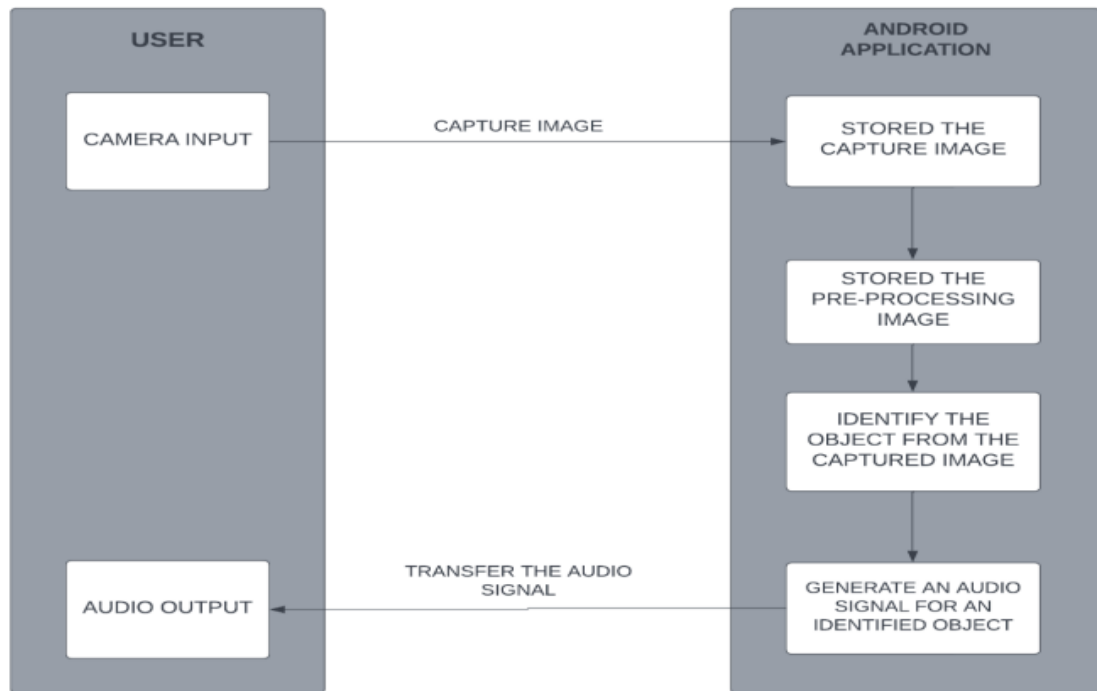 USER
ANDROID
APPLICATION
CAMERA INPUT
CAPTURE IMAGE
STORED THE
CAPTURE IMAGE
STORED THE
PRE-PROCESSING
IMAGE
IDENTIFY THE
OBJECT FROM THE
CAPTURED IMAGE
AUDIO OUTPUT
TRANSFER THE AUDIO
SIGNAL
GENERATE AN AUDIO
SIGNAL FOR AN
IDENTIFIED OBJECT